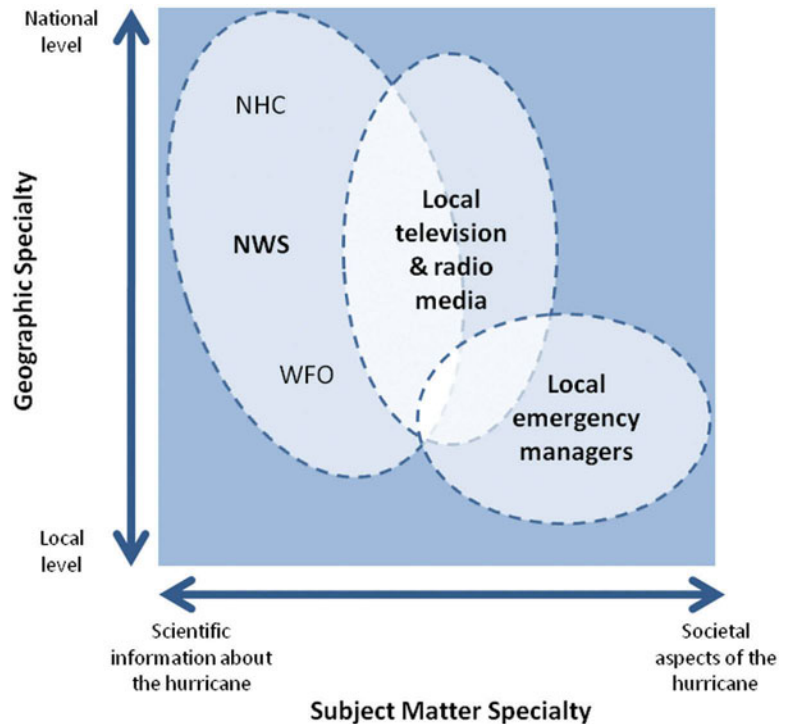 National
level
NHC
Local
television
& radio
media
NWS
Geographic Specialty
WFO
Local
emergency
managers
Local
level
Scientific
information about
the hurricane
Societal
aspects of the
hurricane
Subject Matter Specialty